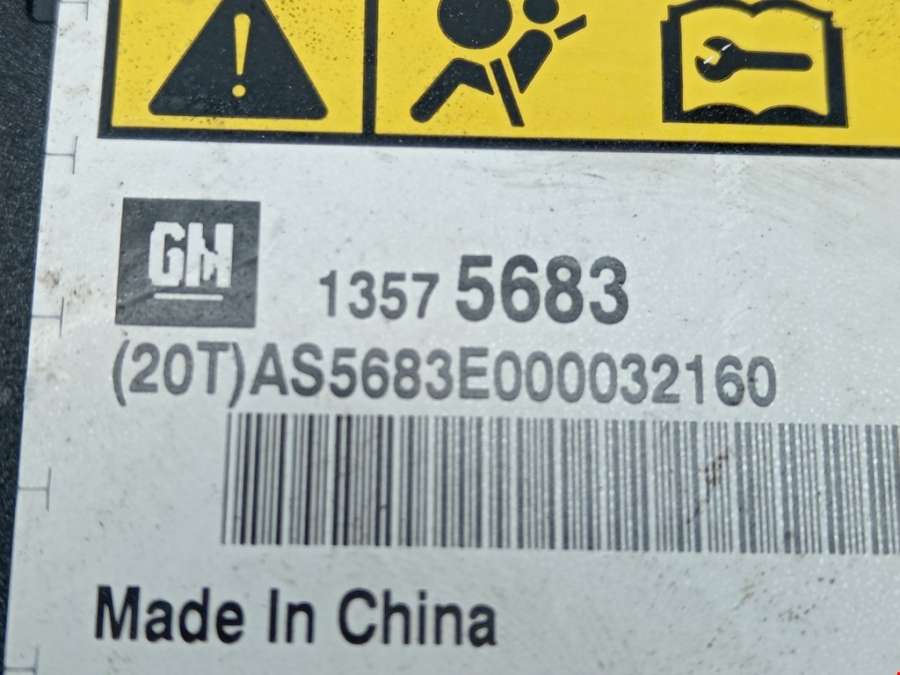 GM
1357 5683
(20T)AS5683E000032160
Made In China